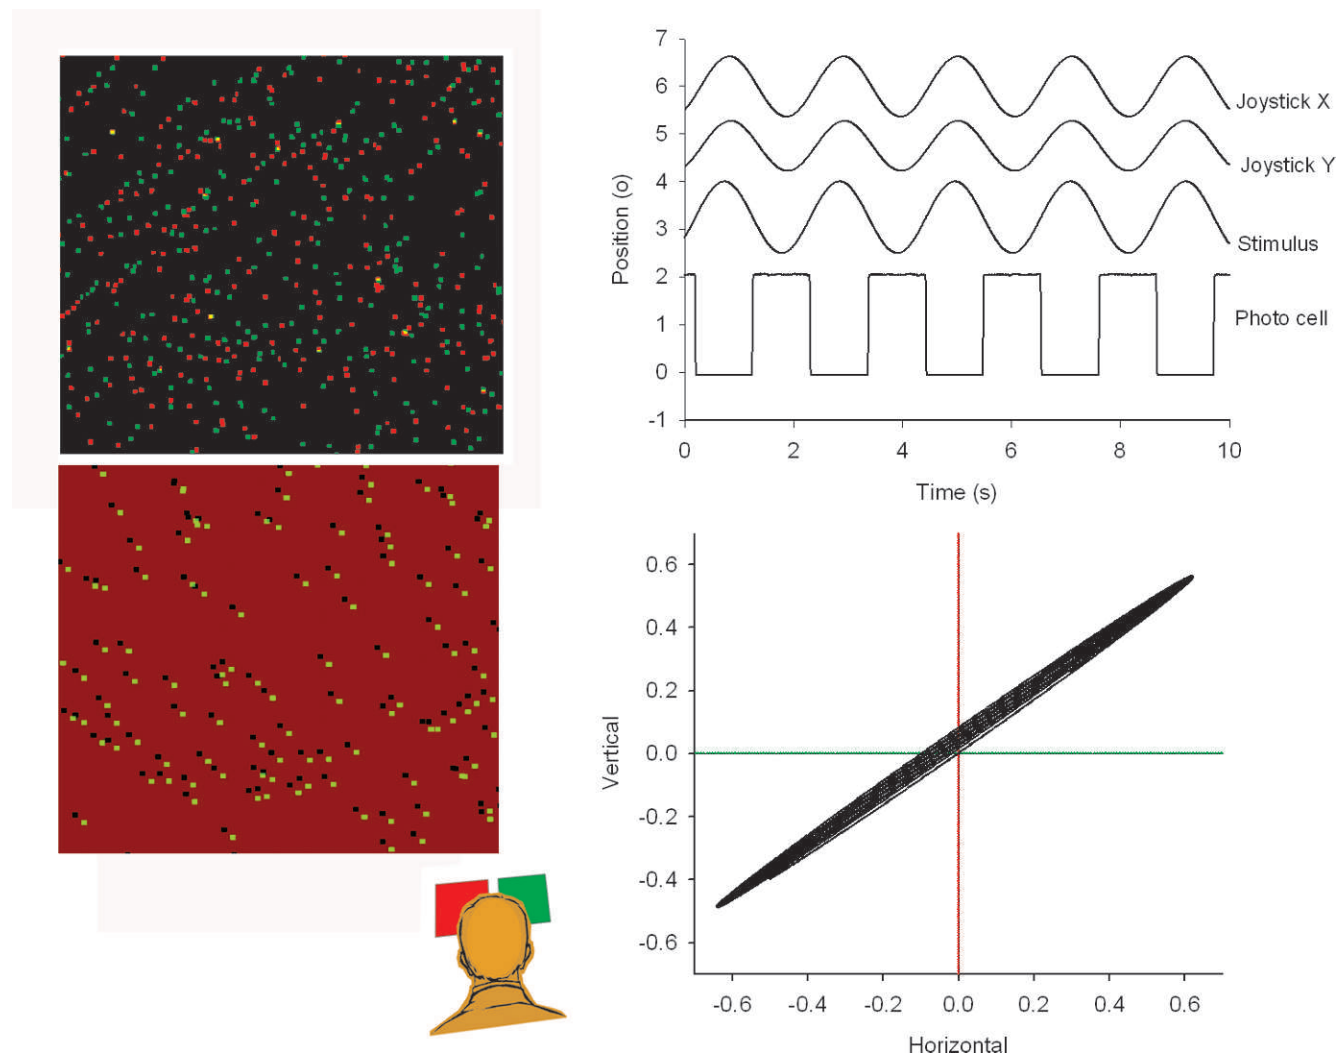 7
6
5
4
3
2
1
0
-1
Position (o)
Joystick X
Joystick Y
Stimulus
Photo cell
0 2 4 6 8 10
Time (s)
0.6
0.4
0.2
0.0
-0.2
-0.4
-0.6
Vertical
-0.6 -0.4 -0.2 0.0 0.2 0.4 0.6
Horizontal